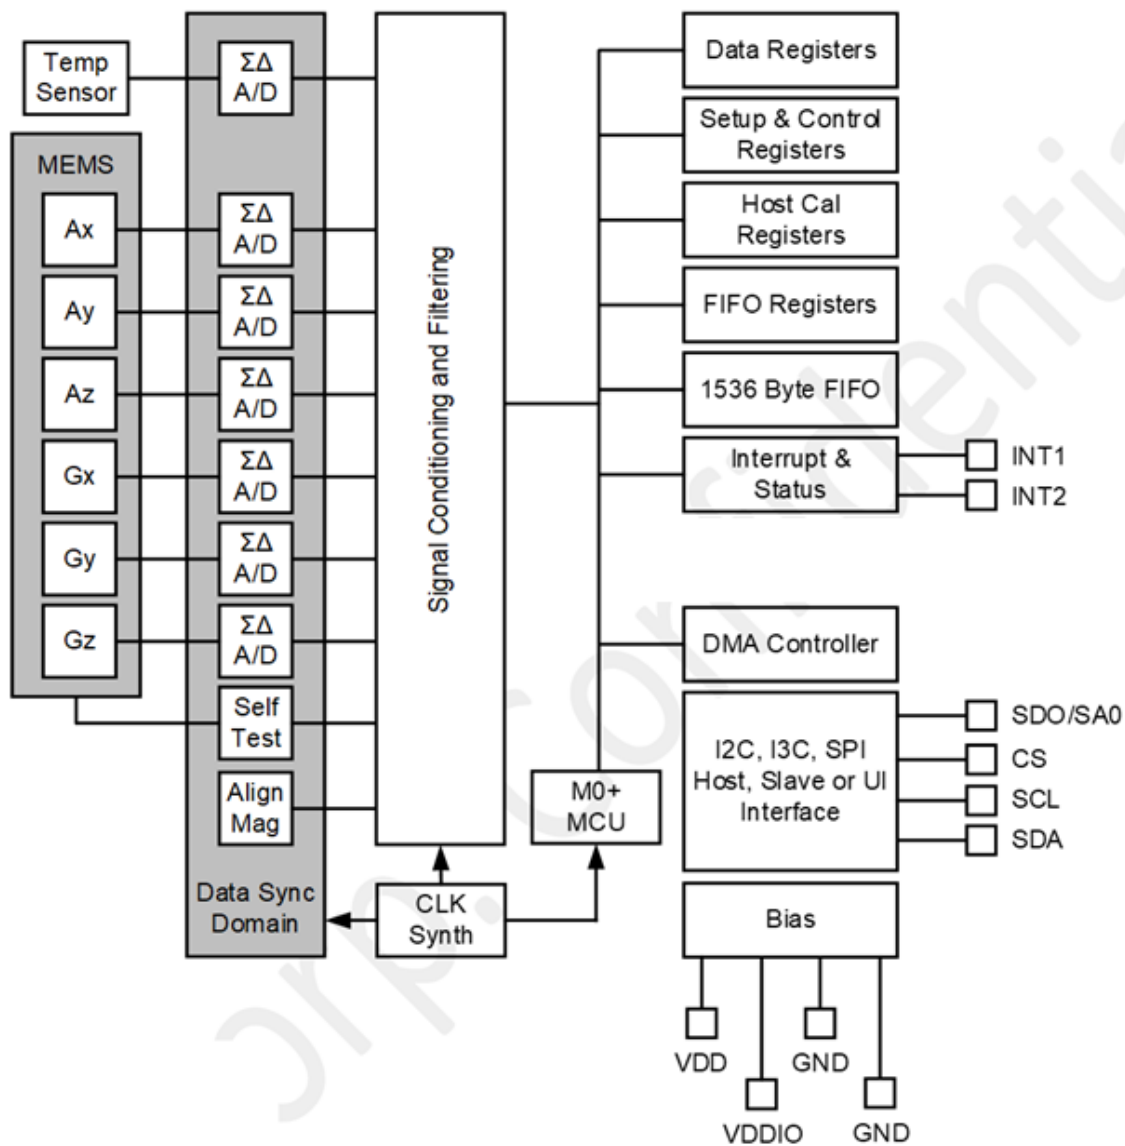 Temp
Sensor
ΣΔ
A/D
MEMS
Ax
ΣΔ
A/D
Ay
ΣΔ
A/D
Az
ΣΔ
A/D
Gx
ΣΔ
A/D
Gy
ΣΔ
A/D
Gz
ΣΔ
A/D
Self
Test
Align
Mag
Data Sync
Domain
Signal Conditioning and Filtering
CLK
Synth
M0+
MCU
Data Registers
Setup & Control
Registers
Host Cal
Registers
FIFO Registers
1536 Byte FIFO
Interrupt &
Status
INT1
INT2
DMA Controller
I2C, I3C, SPI
Host, Slave or UI
Interface
SDO/SA0
CS
SCL
SDA
Bias
VDD
GND
VDDIO
GND